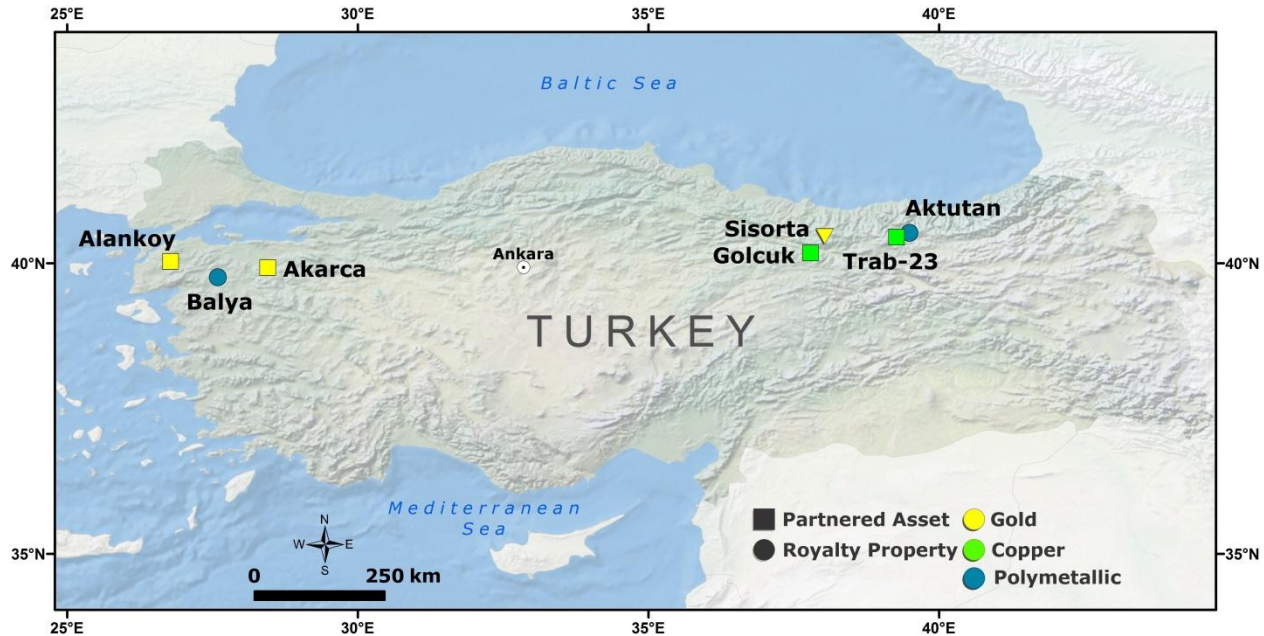 25°E 30°E 35°E 40°E
Baltic Sea
Aktutan
Sisorta
Alankoy
Ankara
Golcuk
Trab-23
40°N 40°N
Akarca
Balya
TURKEY
Mediterranean
Sea
Partnered Asset Gold
N
W E
S
Royalty Property Copper
35°N 35°N
0 250 km
Polymetallic
25°E 30°E 35°E 40°E